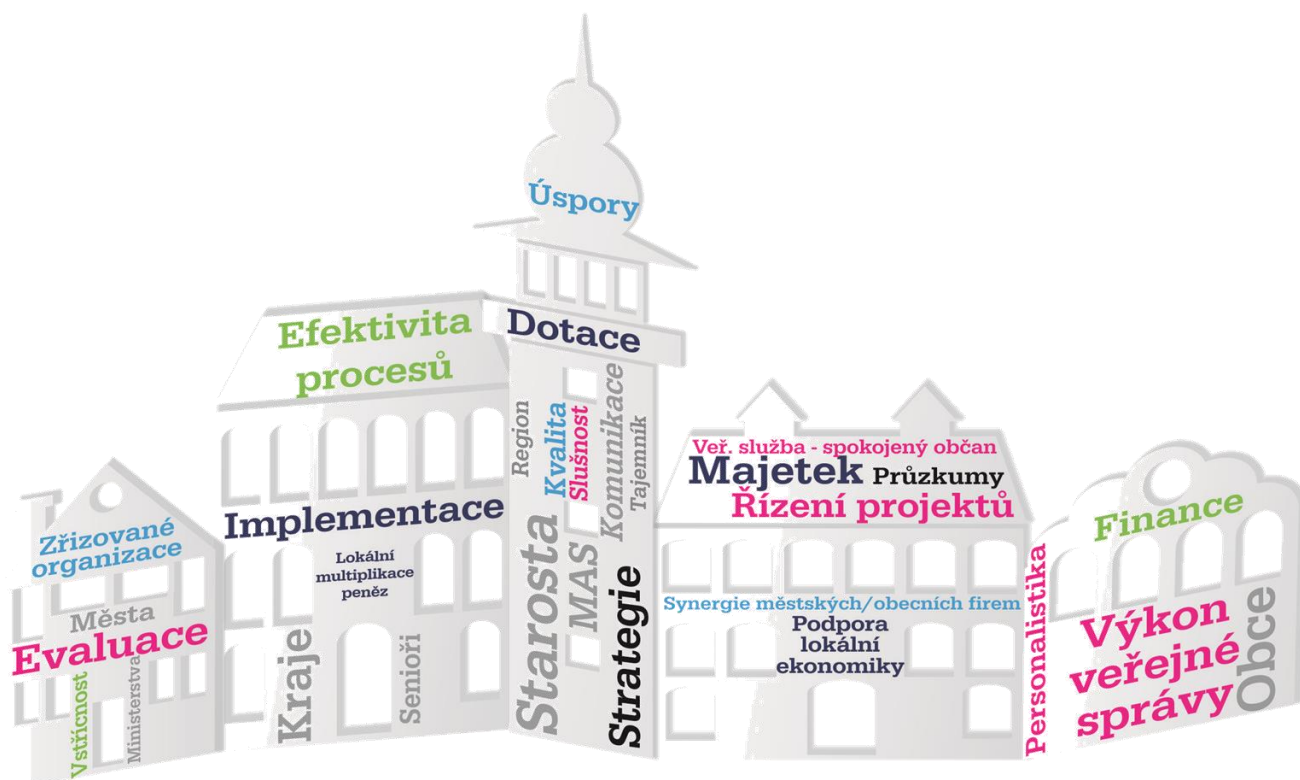 Úspory
Dotace
Efektivita
procesů
Region
Kvalita
Slušnost
Komunikace
Tajemník
Veř. služba - spokojený občan
Majetek Průzkumy
Řízení projektů
Finance
Zřizované
organizace
Implementace
Lokální
multiplikace
peněz
Starosta
MAS
Strategie
Synergie městských/obecních firem
Podpora
lokální
ekonomiky
Personalistika
Výkon
veřejné
správy
Obce
Města
Evaluace
Vstřícnost
Ministerstva
Kraje
Senioři